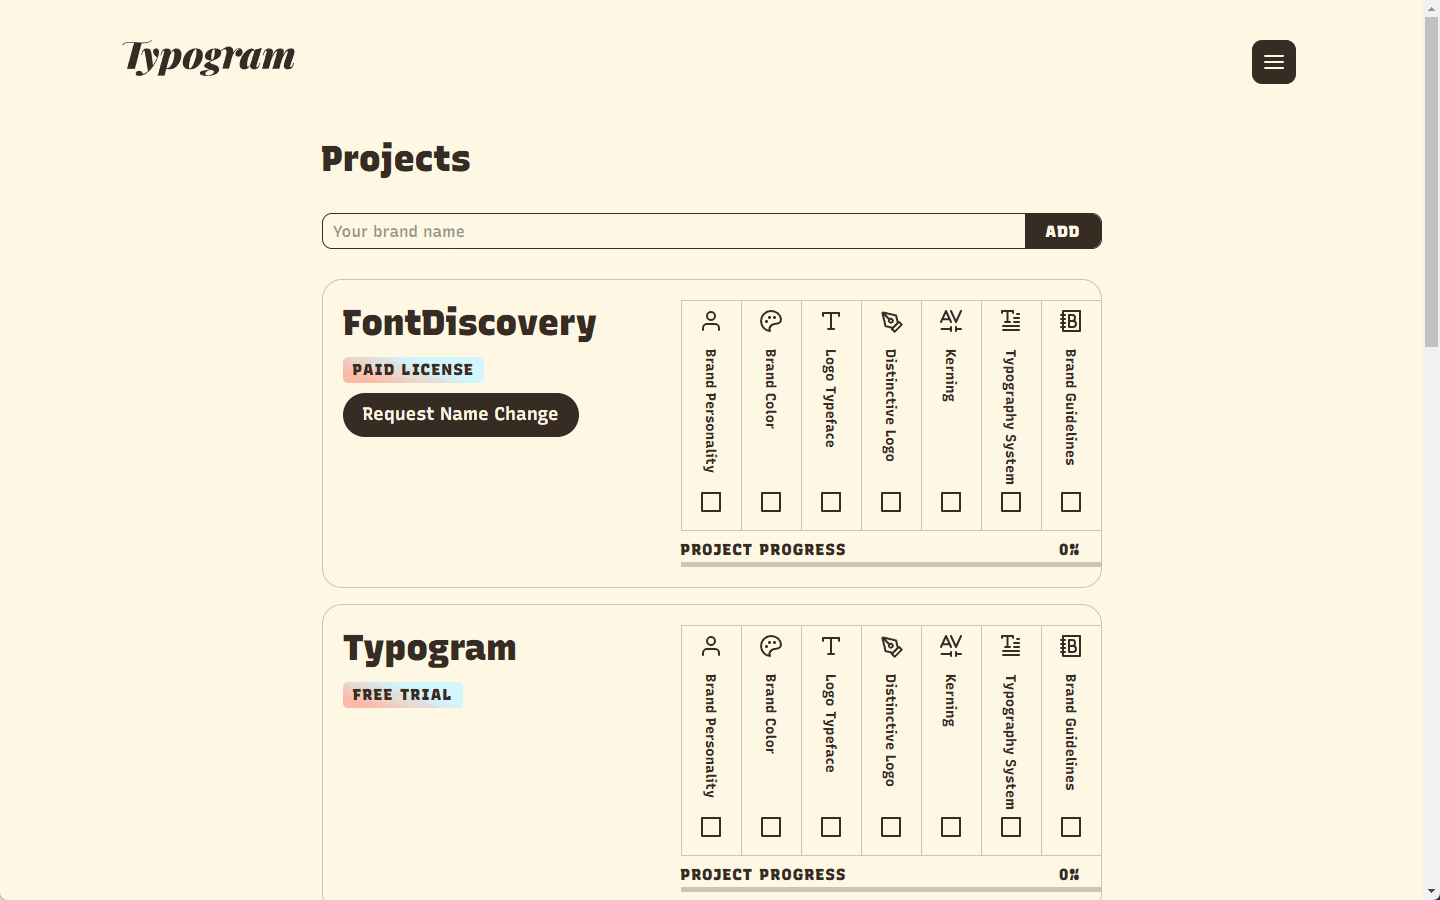 Typogram
Projects
Your brand name
ADD
FontDiscovery
PAID LICENSE
Request Name Change
Brand Personality
Brand Color
Logo Typeface
Distinctive Logo
Kerning
Typography System
Brand Guidelines
PROJECT PROGRESS 0%
Typogram
FREE TRIAL
Brand Personality
Brand Color
Logo Typeface
Distinctive Logo
Kerning
Typography System
Brand Guidelines
PROJECT PROGRESS 0%